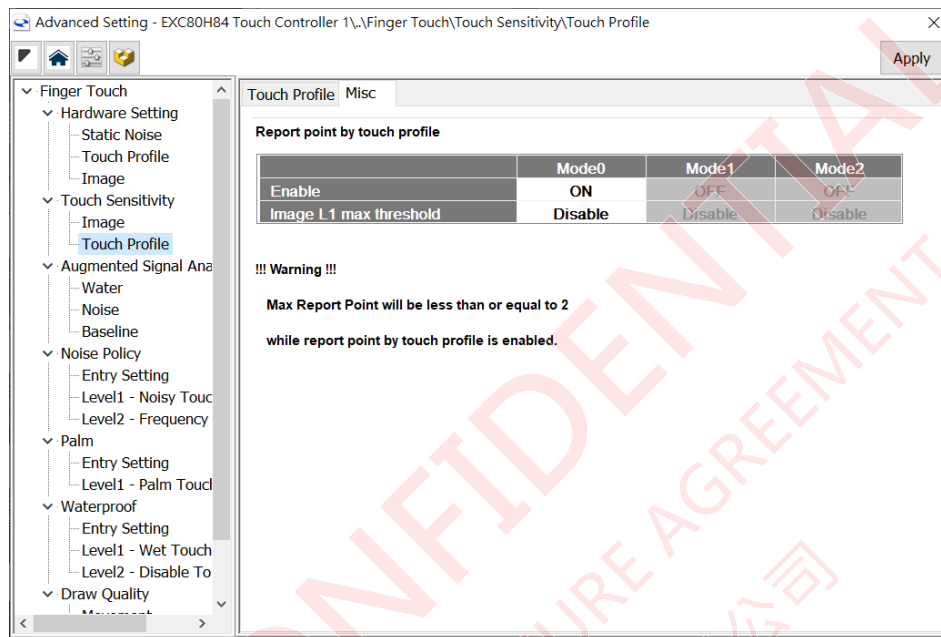 Advanced Setting - EXC80H84 Touch Controller 1\..\Finger Touch\Touch Sensitivity\Touch Profile
Apply
Finger Touch
Hardware Setting
Static Noise
Touch Profile
Image
Touch Sensitivity
Image
Touch Profile
Augmented Signal Ana
Water
Noise
Baseline
Noise Policy
Entry Setting
Level1 - Noisy Touc
Level2 - Frequency
Palm
Entry Setting
Level1 - Palm Touch
Waterproof
Entry Setting
Level1 - Wet Touch
Level2 - Disable To
Draw Quality
Touch Profile Misc
Report point by touch profile
Mode0 Mode1 Mode2
Enable ON OFF OFF
Image L1 max threshold Disable Disable Disable
!!! Warning !!!
Max Report Point will be less than or equal to 2
while report point by touch profile is enabled.
CONFIDENTIAL
URE AGREEMENT
公司